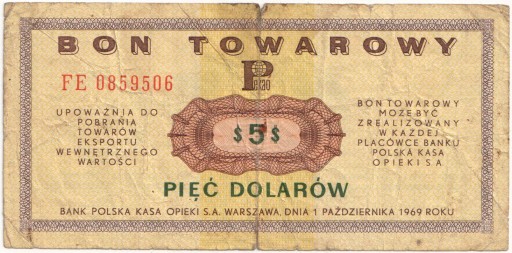 BON TOWAROWY
FE 0859506
Pekao
UPOWAŻNIA DO
POBRANIA
TOWARÓW
EKSPORTU
WEWNĘTRZNEGO
WARTOŚCI
$5$
BON TOWAROWY
MOŻE BYĆ
ZREALIZOWANY
W KAŻDEJ
PLACÓWCE BANKU
POLSKA KASA
OPIEKI S.A.
PIĘĆ DOLARÓW
BANK POLSKA KASA OPIEKI S.A. WARSZAWA, DNIA 1 PAŹDZIERNIKA 1969 ROKU